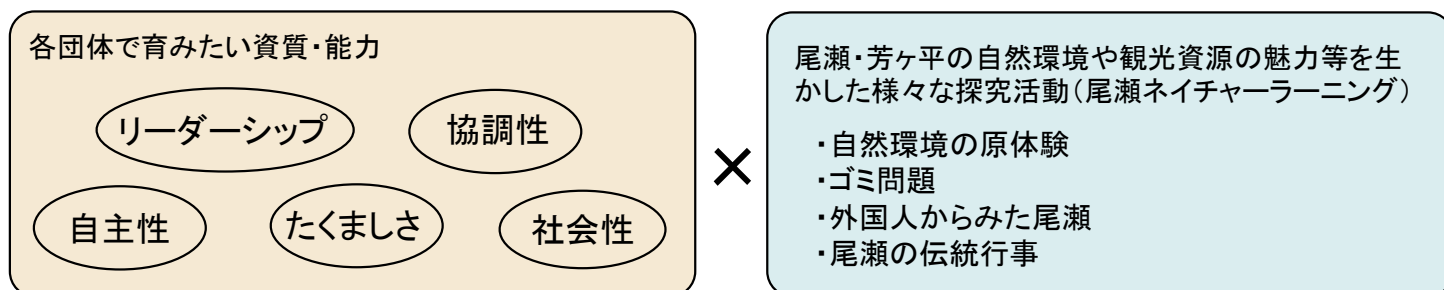 各団体で育みたい資質・能力
リーダーシップ
協調性
自主性
たくましさ
社会性
×
尾瀬・芳ヶ平の自然環境や観光資源の魅力等を生
かした様々な探究活動（尾瀬ネイチャーラーニング）
・自然環境の原体験
・ゴミ問題
・外国人からみた尾瀬
・尾瀬の伝統行事